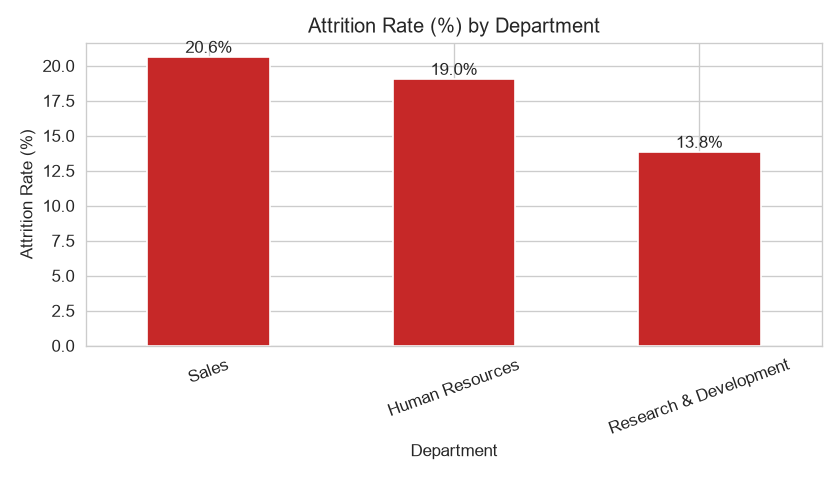 Attrition Rate (%) by Department
Attrition Rate (%)
20.0
17.5
15.0
12.5
10.0
7.5
5.0
2.5
0.0
20.6%
19.0%
13.8%
Sales
Human Resources
Research & Development
Department